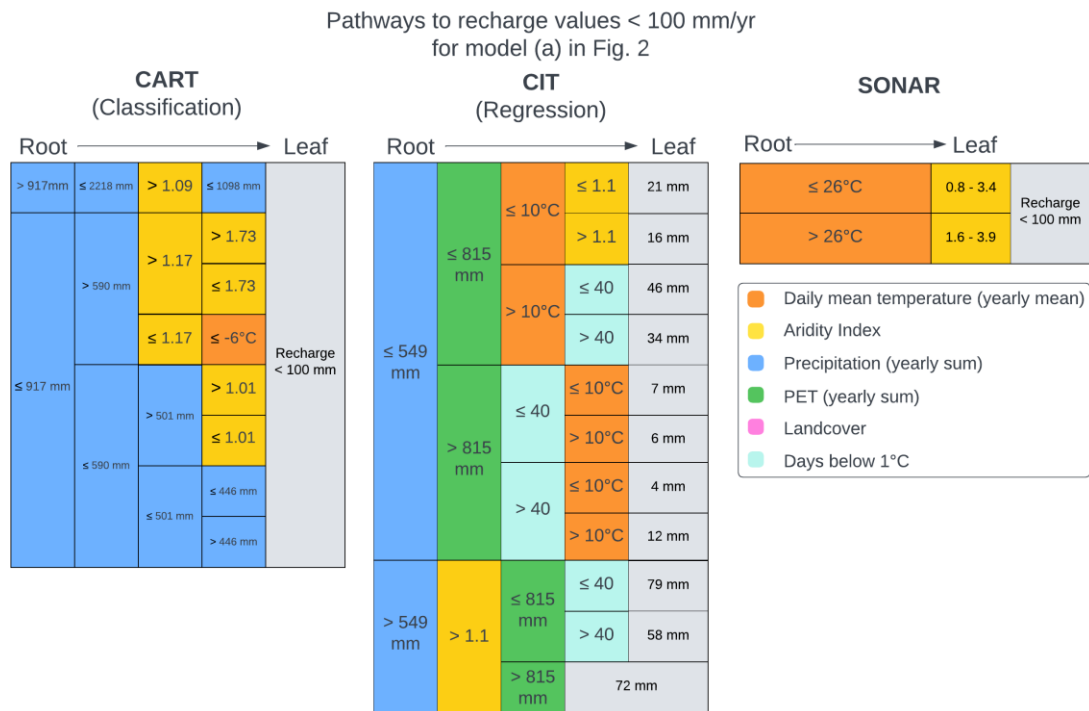 Pathways to recharge values < 100 mm/yr
for model (a) in Fig. 2
CART
(Classification)
Root
Leaf
> 917mm
≤ 2218 mm
> 1.09
≤ 1098 mm
≤ 917 mm
> 590 mm
> 1.17
> 1.73
≤ 1.73
≤ 1.17
≤ -6°C
≤ 590 mm
> 501 mm
> 1.01
≤ 1.01
≤ 501 mm
≤ 446 mm
> 446 mm
Recharge
< 100 mm
CIT
(Regression)
Root
Leaf
≤ 549
mm
≤ 815
mm
≤ 10°C
≤ 1.1
21 mm
> 1.1
16 mm
> 10°C
≤ 40
46 mm
> 40
34 mm
> 815
mm
≤ 40
≤ 10°C
7 mm
> 10°C
6 mm
> 40
≤ 10°C
4 mm
> 10°C
12 mm
> 549
mm
> 1.1
≤ 815
mm
≤ 40
79 mm
> 40
58 mm
> 815
mm
72 mm
SONAR
Root
Leaf
≤ 26°C
0.8 - 3.4
> 26°C
1.6 - 3.9
Recharge
< 100 mm
Daily mean temperature (yearly mean)
Aridity Index
Precipitation (yearly sum)
PET (yearly sum)
Landcover
Days below 1°C